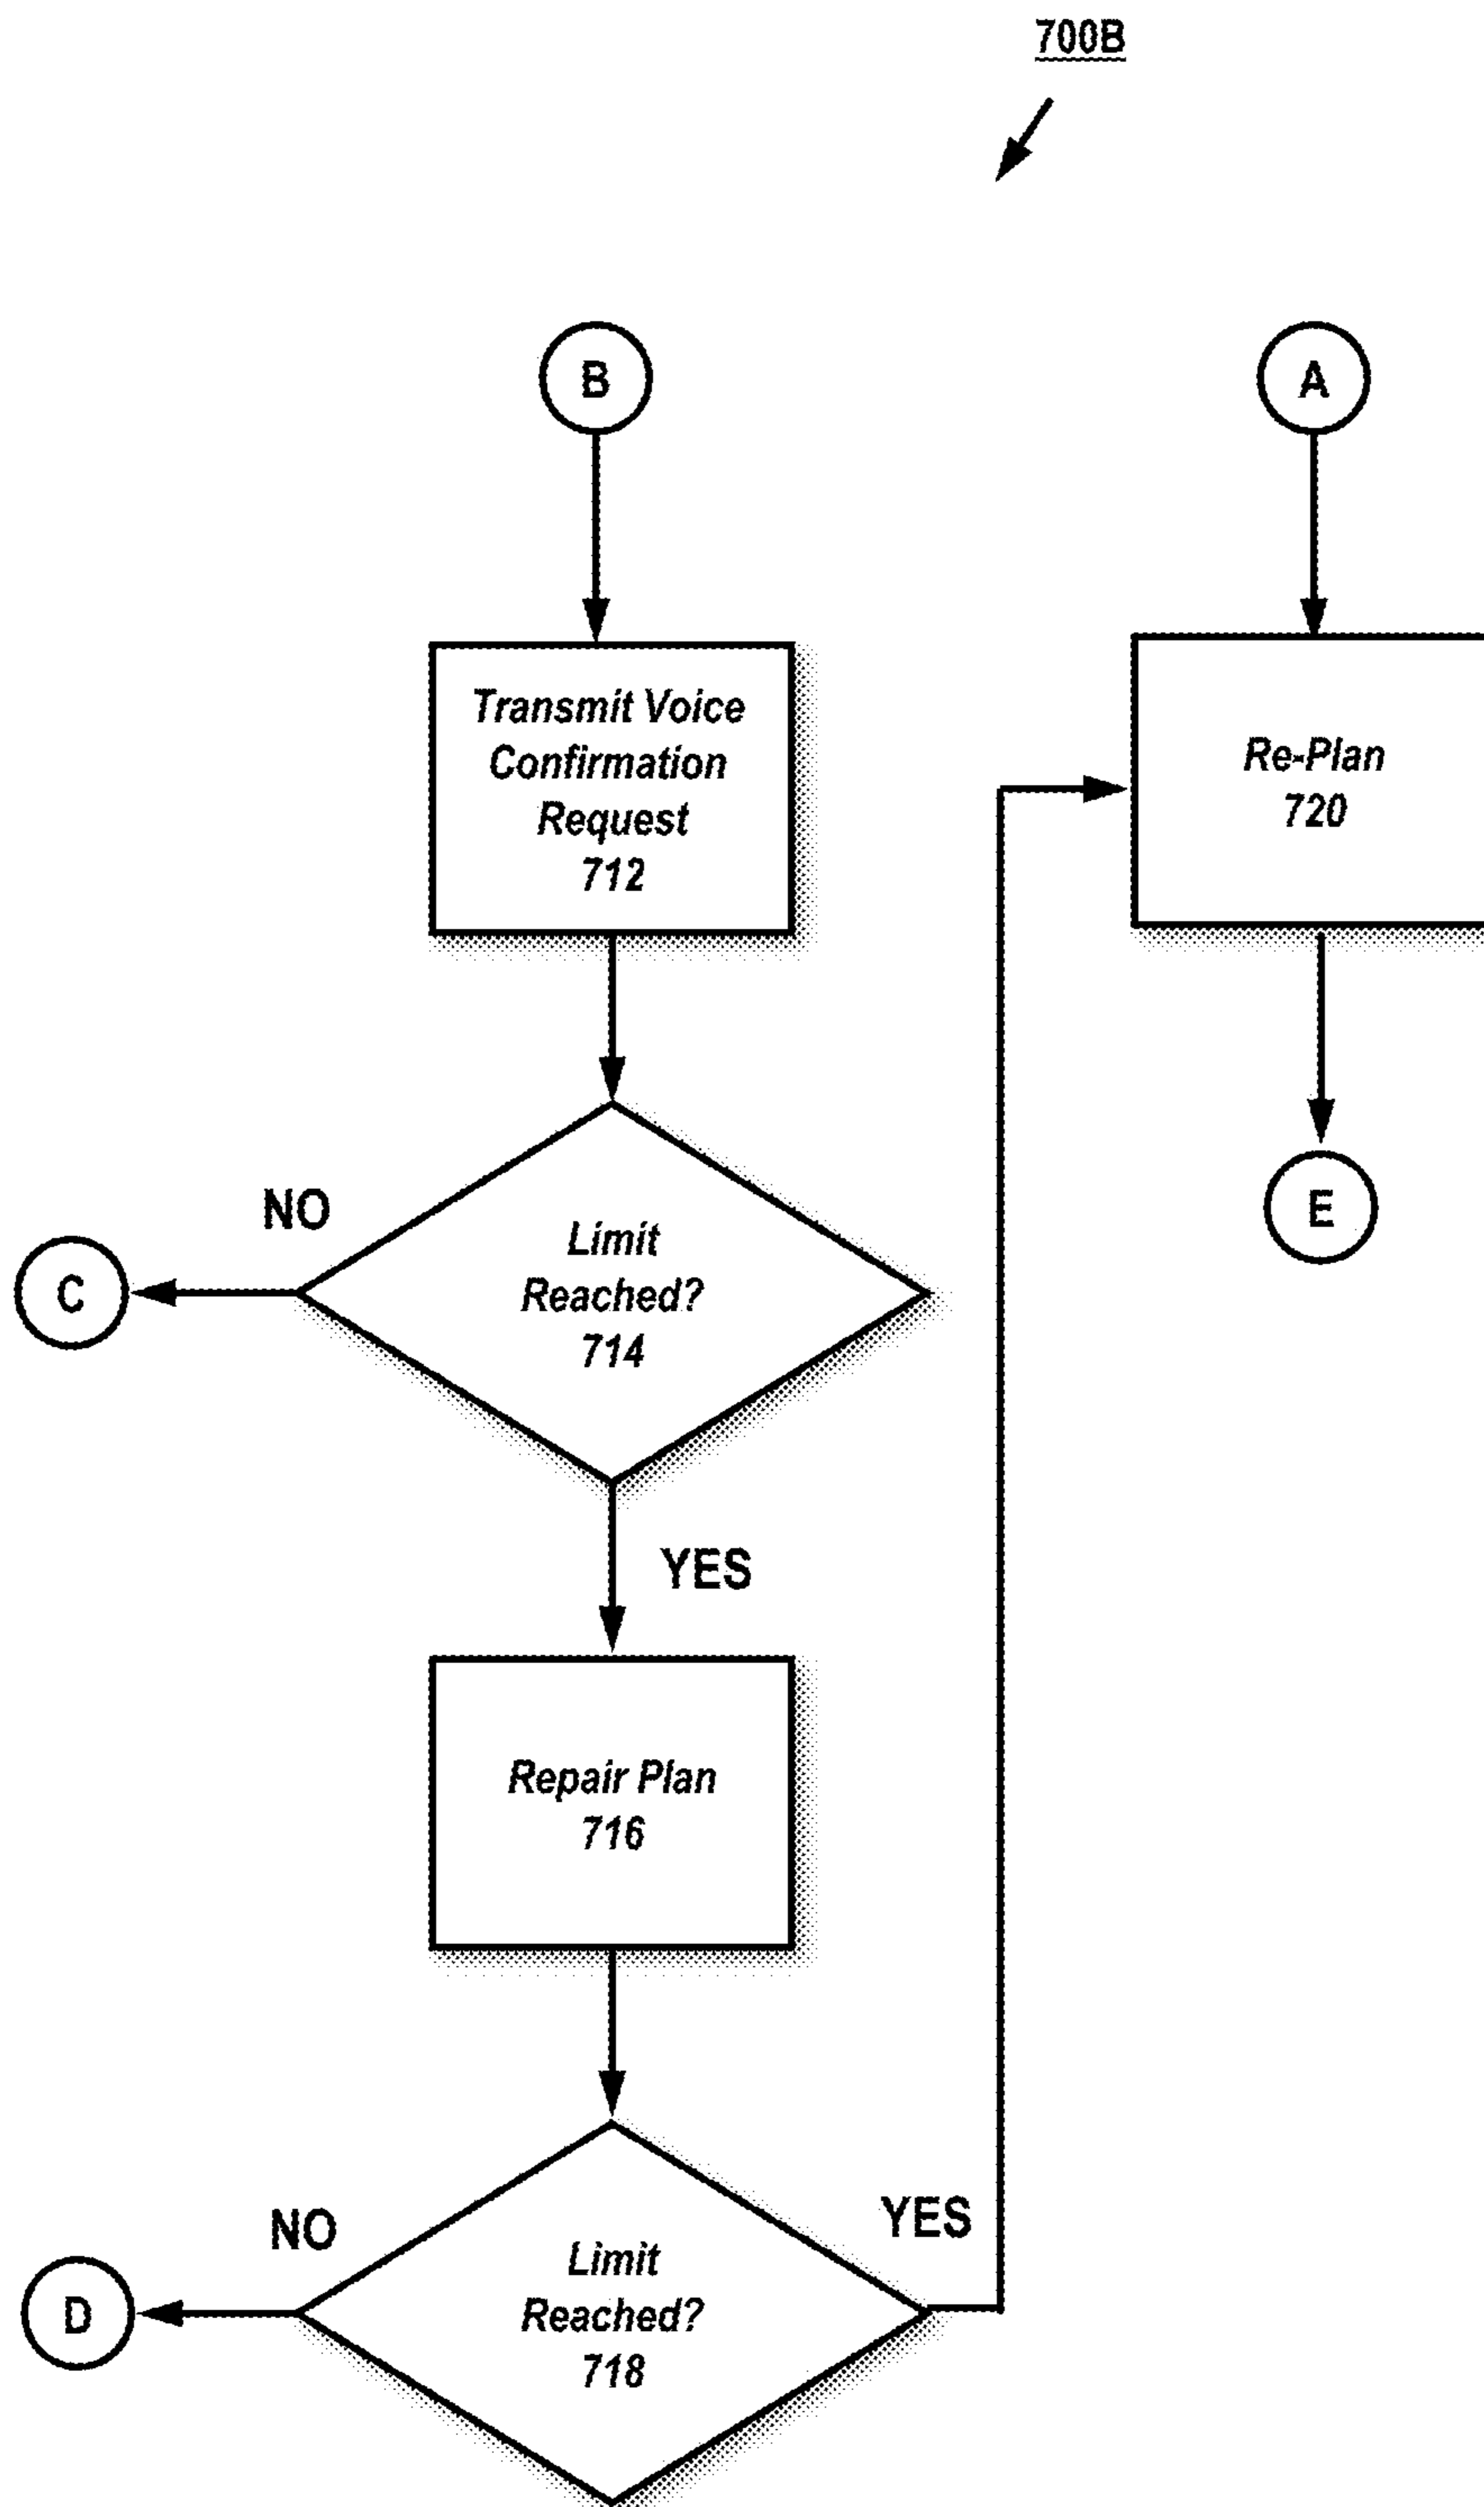 700B
B
A
Transmit Voice
Confirmation
Request
712
Re-Plan
720
NO
Limit
Reached?
714
C
E
YES
Repair Plan
716
NO
YES
Limit
Reached?
718
D